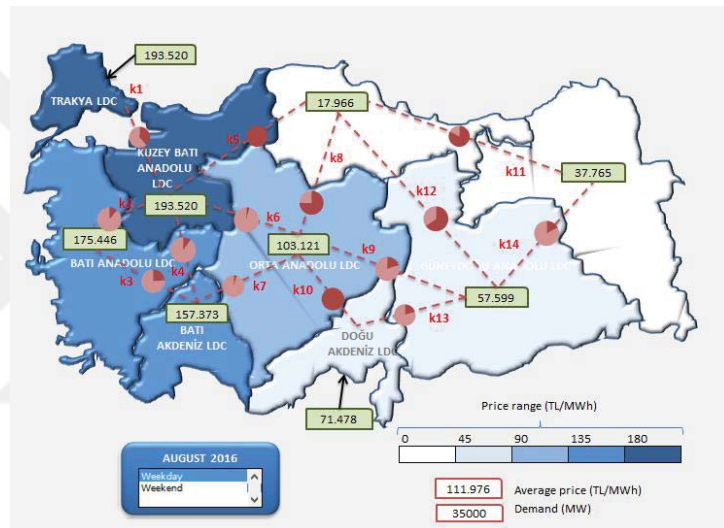 193.520
k1
TRAKYA LDC
17.966
k5
KUZEY BATI
ANADOLU
LDC
k8
k11
k12
37.765
193.520
k6
175.446
103.121
k9
k14
BATI ANADOLU LDC
k4
ORTA ANADOLU LDC
k3
k7
k10
57.599
157.373
k13
BATI
AKDENİZ LDC
DOĞU
AKDENİZ LDC
71.478
Price range (TL/MWh)
0 45 90 135 180
AUGUST 2016
Weekday
Weekend
111.976 Average price (TL/MWh)
35000 Demand (MW)